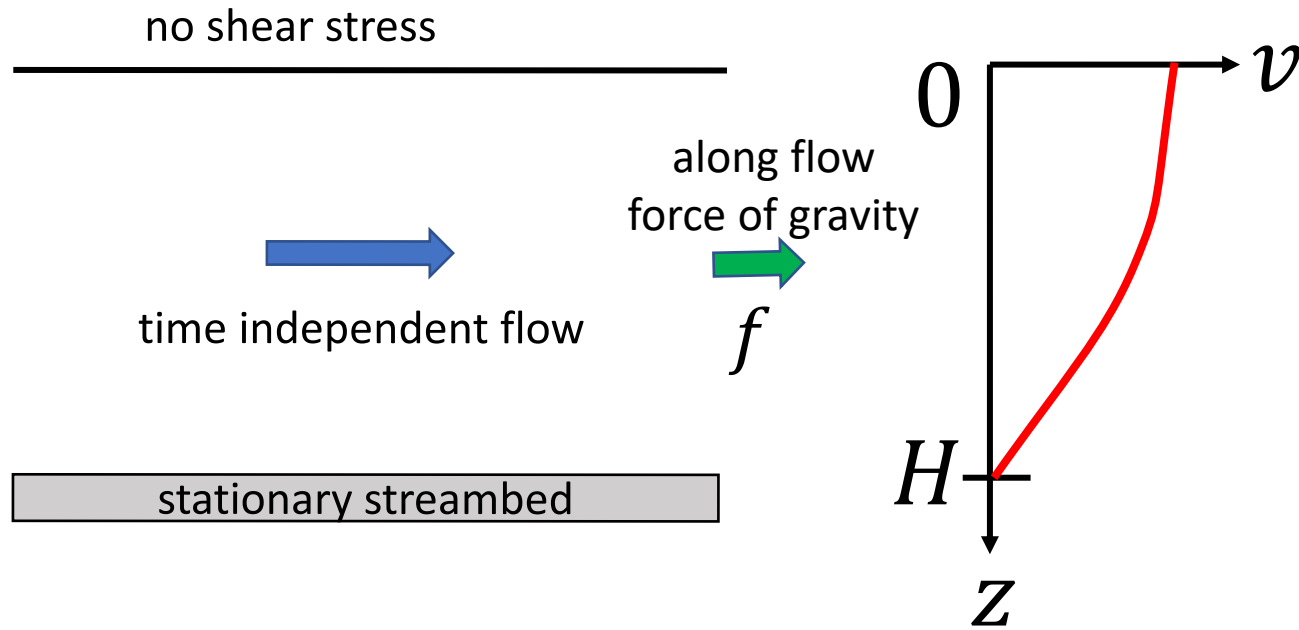 no shear stress
0
v
along flow
force of gravity
time independent flow
f
H
stationary streambed
z